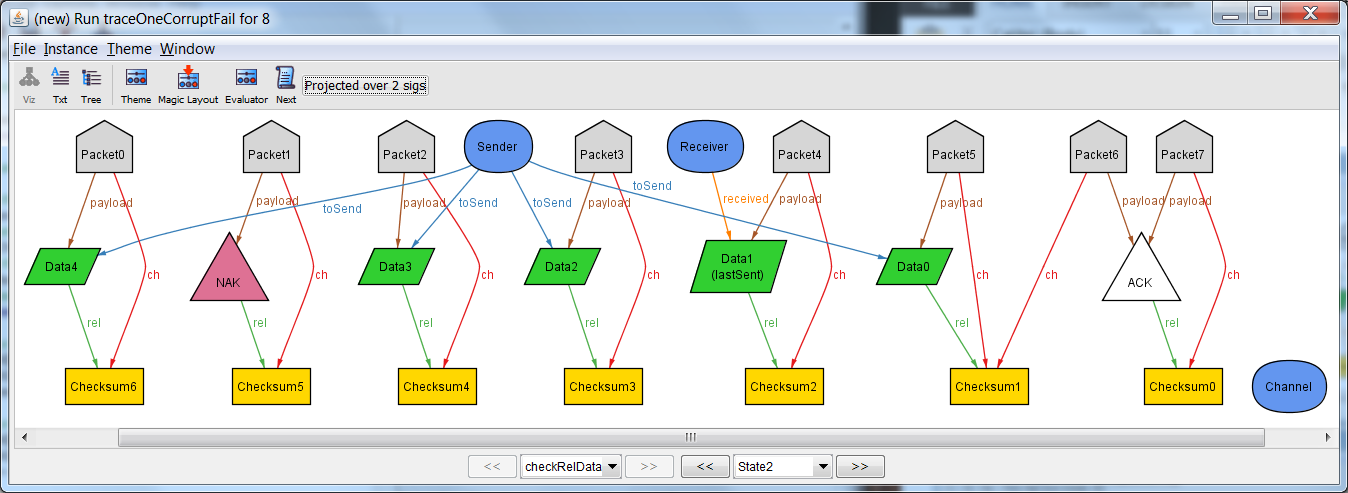 (new) Run traceOneCorruptFail for 8
File Instance Theme Window
Viz Txt Tree Theme Magic Layout Evaluator Next Projected over 2 sigs
Packet0 Packet1 Packet2 Sender Packet3 Receiver Packet4 Packet5 Packet6 Packet7
payload toSend payload payload toSend toSend payload received payload toSend payload payload payload
Data4 NAK ch Data3 ch Data2 ch Data1 ch Data0 ch ch ACK ch
(lastSent)
rel rel rel rel rel rel rel
Checksum6 Checksum5 Checksum4 Checksum3 Checksum2 Checksum1 Checksum0 Channel
<< checkRelData >> << State2 >>